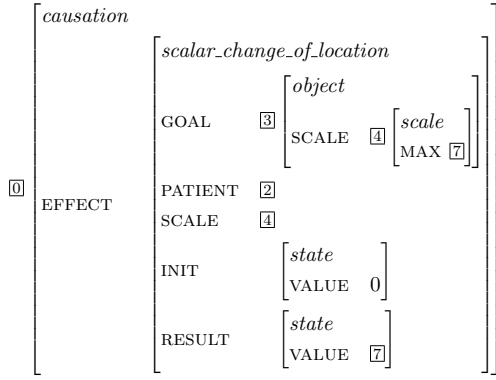 causation
scalar_change_of_location
object
GOAL 3 SCALE 4 scale
MAX 7
0 EFFECT PATIENT 2
SCALE 4
state
INIT VALUE 0
state
RESULT VALUE 7